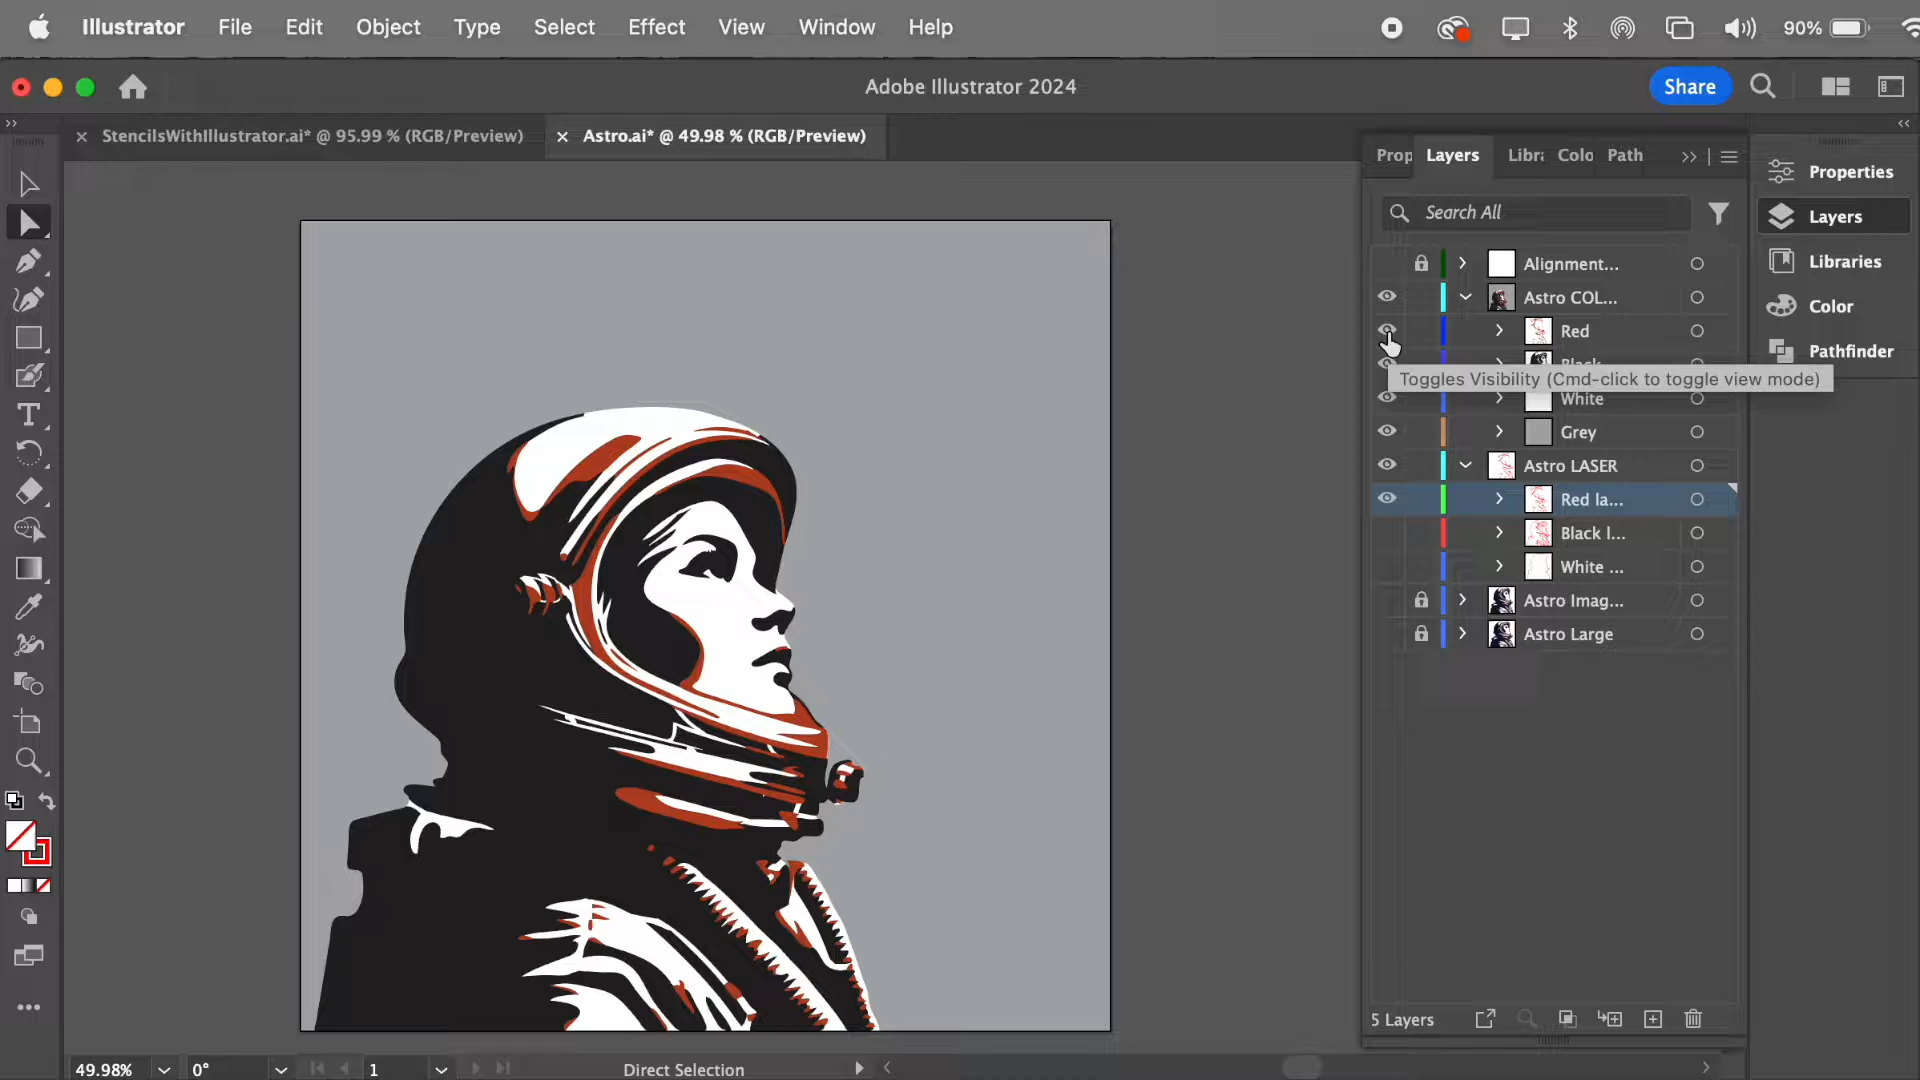 Illustrator File Edit Object Type Select Effect View Window Help 90%
Adobe Illustrator 2024
Share
StencilsWithIllustrator.ai* @ 95.99 % (RGB/Preview)
Astro.ai* @ 49.98 % (RGB/Preview)
Prop Layers Libra Colo Path
Properties
Layers
Libraries
Color
Pathfinder
Search All
Alignment...
Astro COL...
Red
Black
Toggles Visibility (Cmd-click to toggle view mode)
White
Grey
Astro LASER
Red la...
Black l...
White ...
Astro Imag...
Astro Large
5 Layers
49.98% 0° 1 Direct Selection